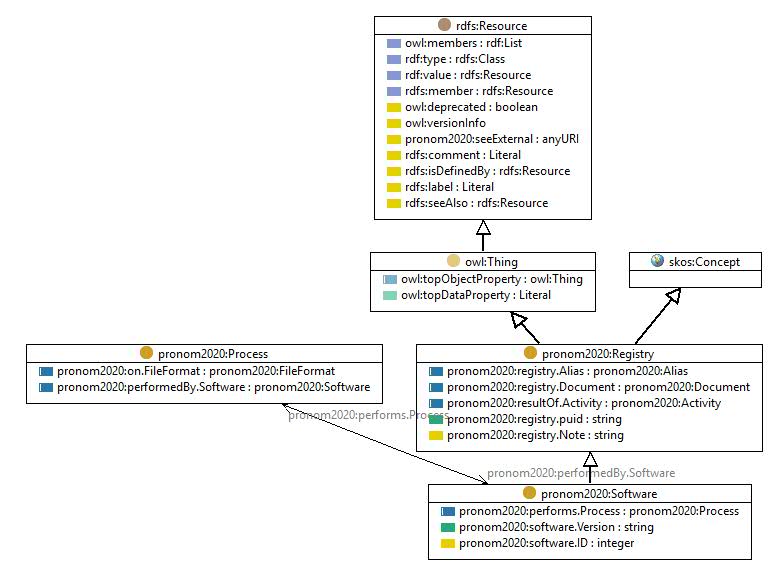 rdfs:Resource
owl:members : rdf:List
rdf:type : rdfs:Class
rdf:value : rdfs:Resource
rdfs:member : rdfs:Resource
owl:deprecated : boolean
owl:versionInfo
pronom2020:seeExternal : anyURI
rdfs:comment : Literal
rdfs:isDefinedBy : rdfs:Resource
rdfs:label : Literal
rdfs:seeAlso : rdfs:Resource
owl:Thing
owl:topObjectProperty : owl:Thing
owl:topDataProperty : Literal
skos:Concept
pronom2020:Process
pronom2020:on.FileFormat : pronom2020:FileFormat
pronom2020:performedBy.Software : pronom2020:Software
pronom2020:Registry
pronom2020:registry.Alias : pronom2020:Alias
pronom2020:registry.Document : pronom2020:Document
pronom2020:resultOf.Activity : pronom2020:Activity
pronom2020:registry.puid : string
pronom2020:registry.Note : string
pronom2020:performs.Process
pronom2020:performedBy.Software
pronom2020:Software
pronom2020:performs.Process : pronom2020:Process
pronom2020:software.Version : string
pronom2020:software.ID : integer